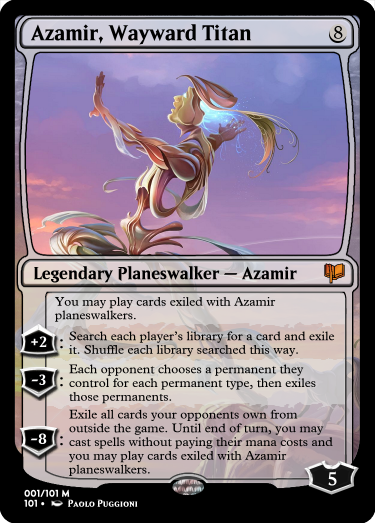 Azamir, Wayward Titan 8
Legendary Planeswalker — Azamir
You may play cards exiled with Azamir
planeswalkers.
+2: Search each player's library for a card and exile
it. Shuffle each library searched this way.
-3: Each opponent chooses a permanent they
control for each permanent type, then exiles
those permanents.
-8: Exile all cards your opponents own from
outside the game. Until end of turn, you may
cast spells without paying their mana costs and
you may play cards exiled with Azamir
planeswalkers.
5
001/101 M
101 • Paolo Puggioni